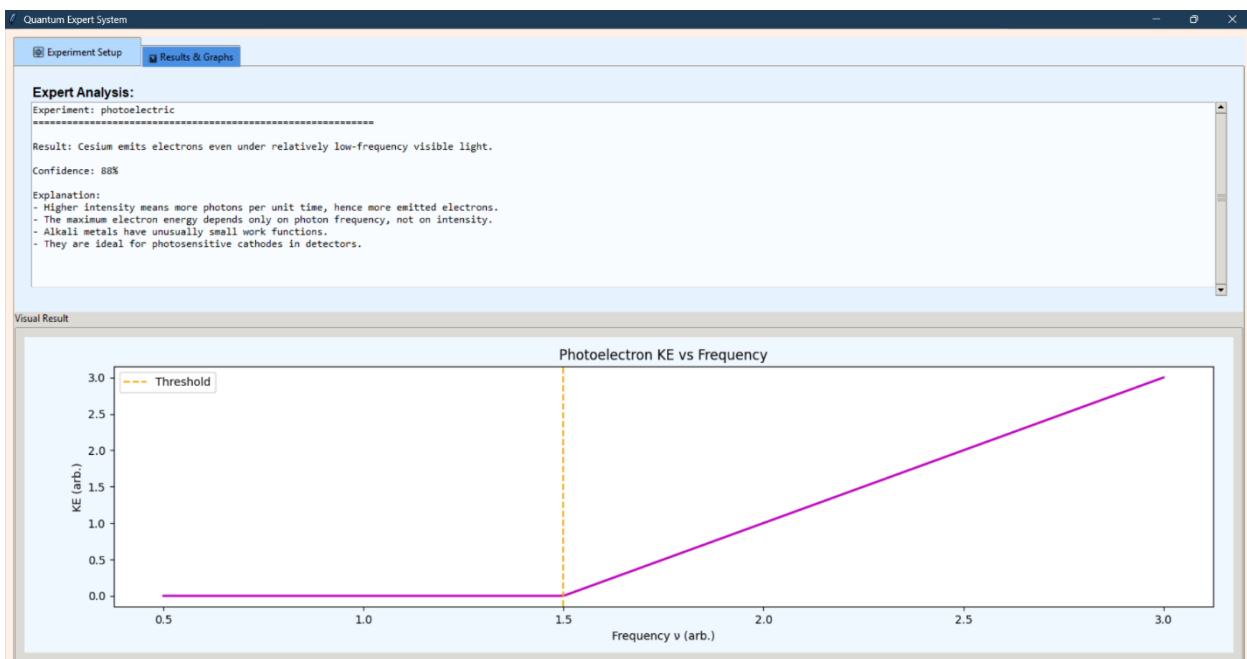 Quantum Expert System
Experiment Setup
Results & Graphs
Expert Analysis:
Experiment: photoelectric
============================================================
Result: Cesium emits electrons even under relatively low-frequency visible light.
Confidence: 88%
Explanation:
- Higher intensity means more photons per unit time, hence more emitted electrons.
- The maximum electron energy depends only on photon frequency, not on intensity.
- Alkali metals have unusually small work functions.
- They are ideal for photosensitive cathodes in detectors.
Visual Result
Photoelectron KE vs Frequency
Threshold
KE (arb.)
3.0
2.5
2.0
1.5
1.0
0.5
0.0
0.5 1.0 1.5 2.0 2.5 3.0
Frequency ν (arb.)